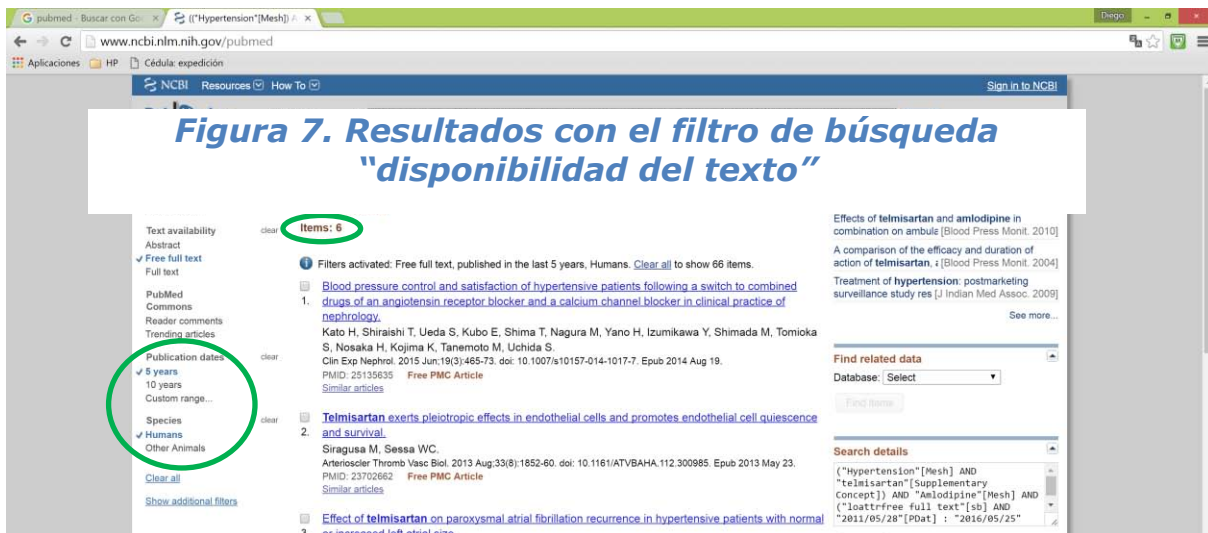 pubmed - Buscar con Go
(("Hypertension"[Mesh]) A
Diego
www.ncbi.nlm.nih.gov/pubmed
Aplicaciones HP Cédula: expedición
NCBI Resources How To Sign in to NCBI
Figura 7. Resultados con el filtro de búsqueda
“disponibilidad del texto”
Text availability clear
Abstract
Free full text
Full text
PubMed
Commons
Reader comments
Trending articles
Publication dates clear
5 years
10 years
Custom range...
Species clear
Humans
Other Animals
Clear all
Show additional filters
Items: 6
Filters activated: Free full text, published in the last 5 years, Humans. Clear all to show 66 items.
Blood pressure control and satisfaction of hypertensive patients following a switch to combined
1. drugs of an angiotensin receptor blocker and a calcium channel blocker in clinical practice of
nephrology.
Kato H, Shiraishi T, Ueda S, Kubo E, Shima T, Nagura M, Yano H, Izumikawa Y, Shimada M, Tomioka
S, Nosaka H, Kojima K, Tanemoto M, Uchida S.
Clin Exp Nephrol. 2015 Jun;19(3):465-73. doi: 10.1007/s10157-014-1017-7. Epub 2014 Aug 19.
PMID: 25135635 Free PMC Article
Similar articles
Telmisartan exerts pleiotropic effects in endothelial cells and promotes endothelial cell quiescence
2. and survival.
Siragusa M, Sessa WC.
Arterioscler Thromb Vasc Biol. 2013 Aug;33(8):1852-60. doi: 10.1161/ATVBAHA.112.300985. Epub 2013 May 23.
PMID: 23702662 Free PMC Article
Similar articles
Effect of telmisartan on paroxysmal atrial fibrillation recurrence in hypertensive patients with normal
3. or increased left atrial size.
Effects of telmisartan and amlodipine in
combination on ambula [Blood Press Monit. 2010]
A comparison of the efficacy and duration of
action of telmisartan, a [Blood Press Monit. 2004]
Treatment of hypertension: postmarketing
surveillance study res [J Indian Med Assoc. 2009]
See more...
Find related data
Database: Select
Find items
Search details
("Hypertension"[Mesh] AND
"telmisartan"[Supplementary
Concept]) AND "Amlodipine"[Mesh] AND
("loattrfree full text"[sb] AND
"2011/05/28"[PDat] : "2016/05/25"